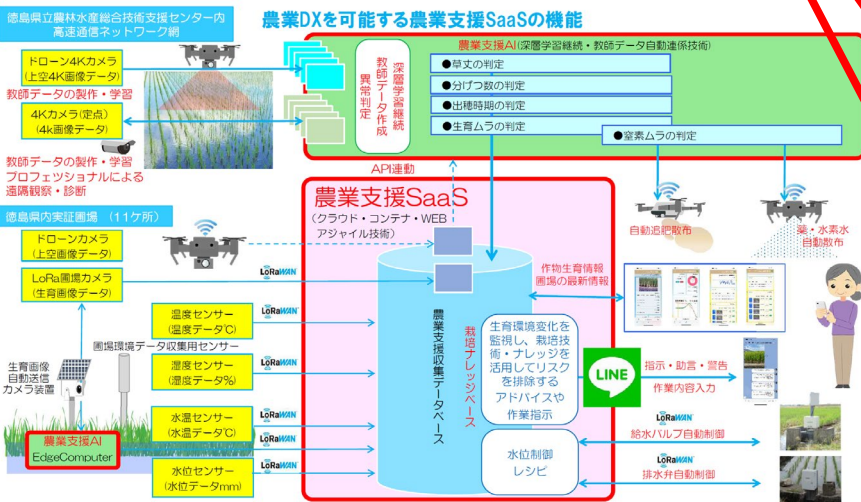 農業DXを可能する農業支援SaaSの機能
徳島県立農林水産総合技術支援センター内
高速通信ネットワーク網
ドローン4Kカメラ
(上空4K画像データ)
教師データの製作・学習
4Kカメラ(定点)
(4k画像データ)
教師データの製作・学習
プロフェッショナルによる
遠隔観察・診断
深層学習継続
教師データ作成
異常判定
農業支援AI(深層学習継続・教師データ自動連係技術)
●草丈の判定
●分げつ数の判定
●出穂時期の判定
●生育ムラの判定
●窒素ムラの判定
API連動
自動追肥散布
薬・水素水
自動散布
徳島県内実証圃場 (11ケ所)
ドローンカメラ
(上空画像データ)
LoRa圃場カメラ
(生育画像データ)
LoRaWAN
農業支援SaaS
(クラウド・コンテナ・WEB
アジャイル技術)
温度センサー
(温度データ℃)
LoRaWAN
圃場環境データ収集用センサー
湿度センサー
(湿度データ%)
LoRaWAN
水温センサー
(水温データ℃)
LoRaWAN
LoRaWAN
水位センサー
(水位データmm)
LoRaWAN
生育画像
自動送信
カメラ装置
農業支援AI
EdgeComputer
農業支援収集データベース
栽培ナレッジベース
生育環境変化を
監視し、栽培技
術・ナレッジを
活用してリスク
を排除する
アドバイスや
作業指示
水位制御
レシピ
作物生育情報
圃場の最新情報
LINE
指示・助言・警告
作業内容入力
LoRaWAN
給水バルブ自動制御
LoRaWAN
排水弁自動制御